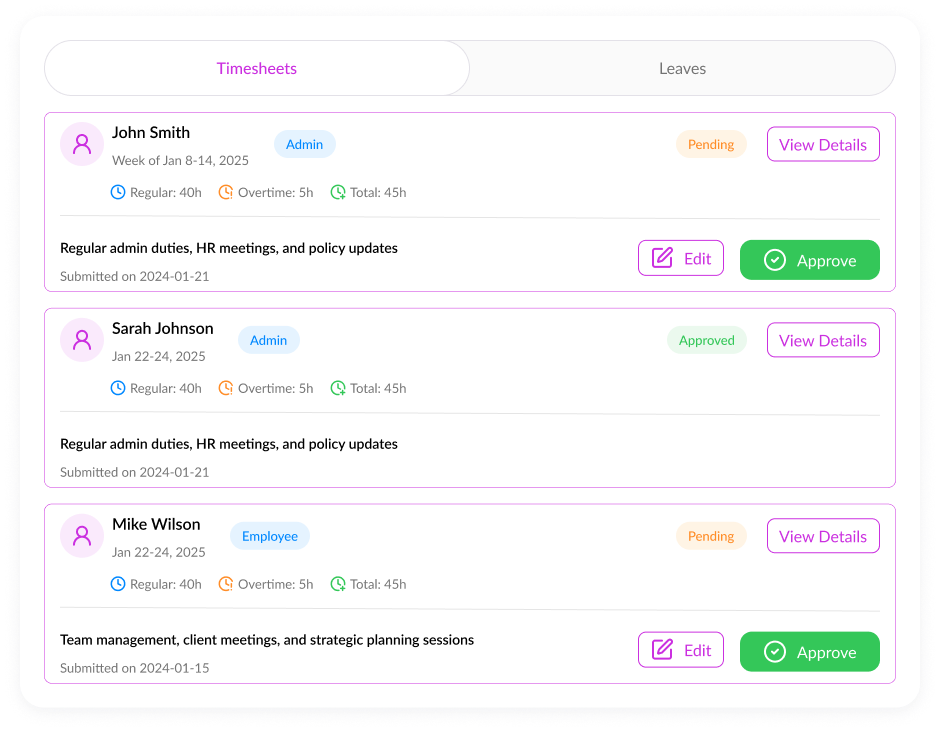 Timesheets Leaves
John Smith
Admin Pending View Details
Week of Jan 8-14, 2025
Regular: 40h Overtime: 5h Total: 45h
Regular admin duties, HR meetings, and policy updates
Edit Approve
Submitted on 2024-01-21
Sarah Johnson
Admin Approved View Details
Jan 22-24, 2025
Regular: 40h Overtime: 5h Total: 45h
Regular admin duties, HR meetings, and policy updates
Submitted on 2024-01-21
Mike Wilson
Employee Pending View Details
Jan 22-24, 2025
Regular: 40h Overtime: 5h Total: 45h
Team management, client meetings, and strategic planning sessions
Edit Approve
Submitted on 2024-01-15